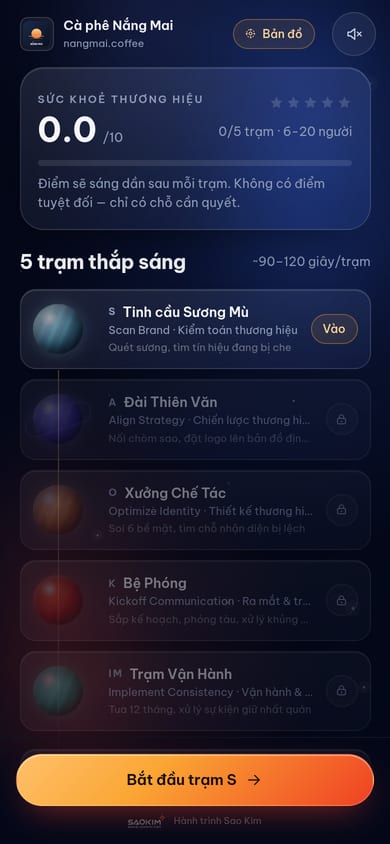 Cà phê Nắng Mai
nangmai.coffee
Bản đồ
SỨC KHOẺ THƯƠNG HIỆU
0.0 /10
0/5 trạm · 6–20 người
Điểm sẽ sáng dần sau mỗi trạm. Không có điểm
tuyệt đối — chỉ có chỗ cần quyết.
5 trạm thắp sáng
~90–120 giây/trạm
S Tinh cầu Sương Mù
Scan Brand · Kiểm toán thương hiệu
Quét sương, tìm tín hiệu đang bị che
Vào
A Đài Thiên Văn
Align Strategy · Chiến lược thương hi...
Nối chòm sao, đặt logo lên bản đồ địn...
O Xưởng Chế Tác
Optimize Identity · Thiết kế thương hi...
Soi 6 bề mặt, tìm chỗ nhận diện bị lệch
K Bệ Phóng
Kickoff Communication · Ra mắt & tr...
Sắp kế hoạch, phóng tàu, xử lý khủng ...
IM Trạm Vận Hành
Implement Consistency · Vận hành & ...
Tua 12 tháng, xử lý sự kiện giữ nhất quán
Bắt đầu trạm S →
SAOKIM Hành trình Sao Kim